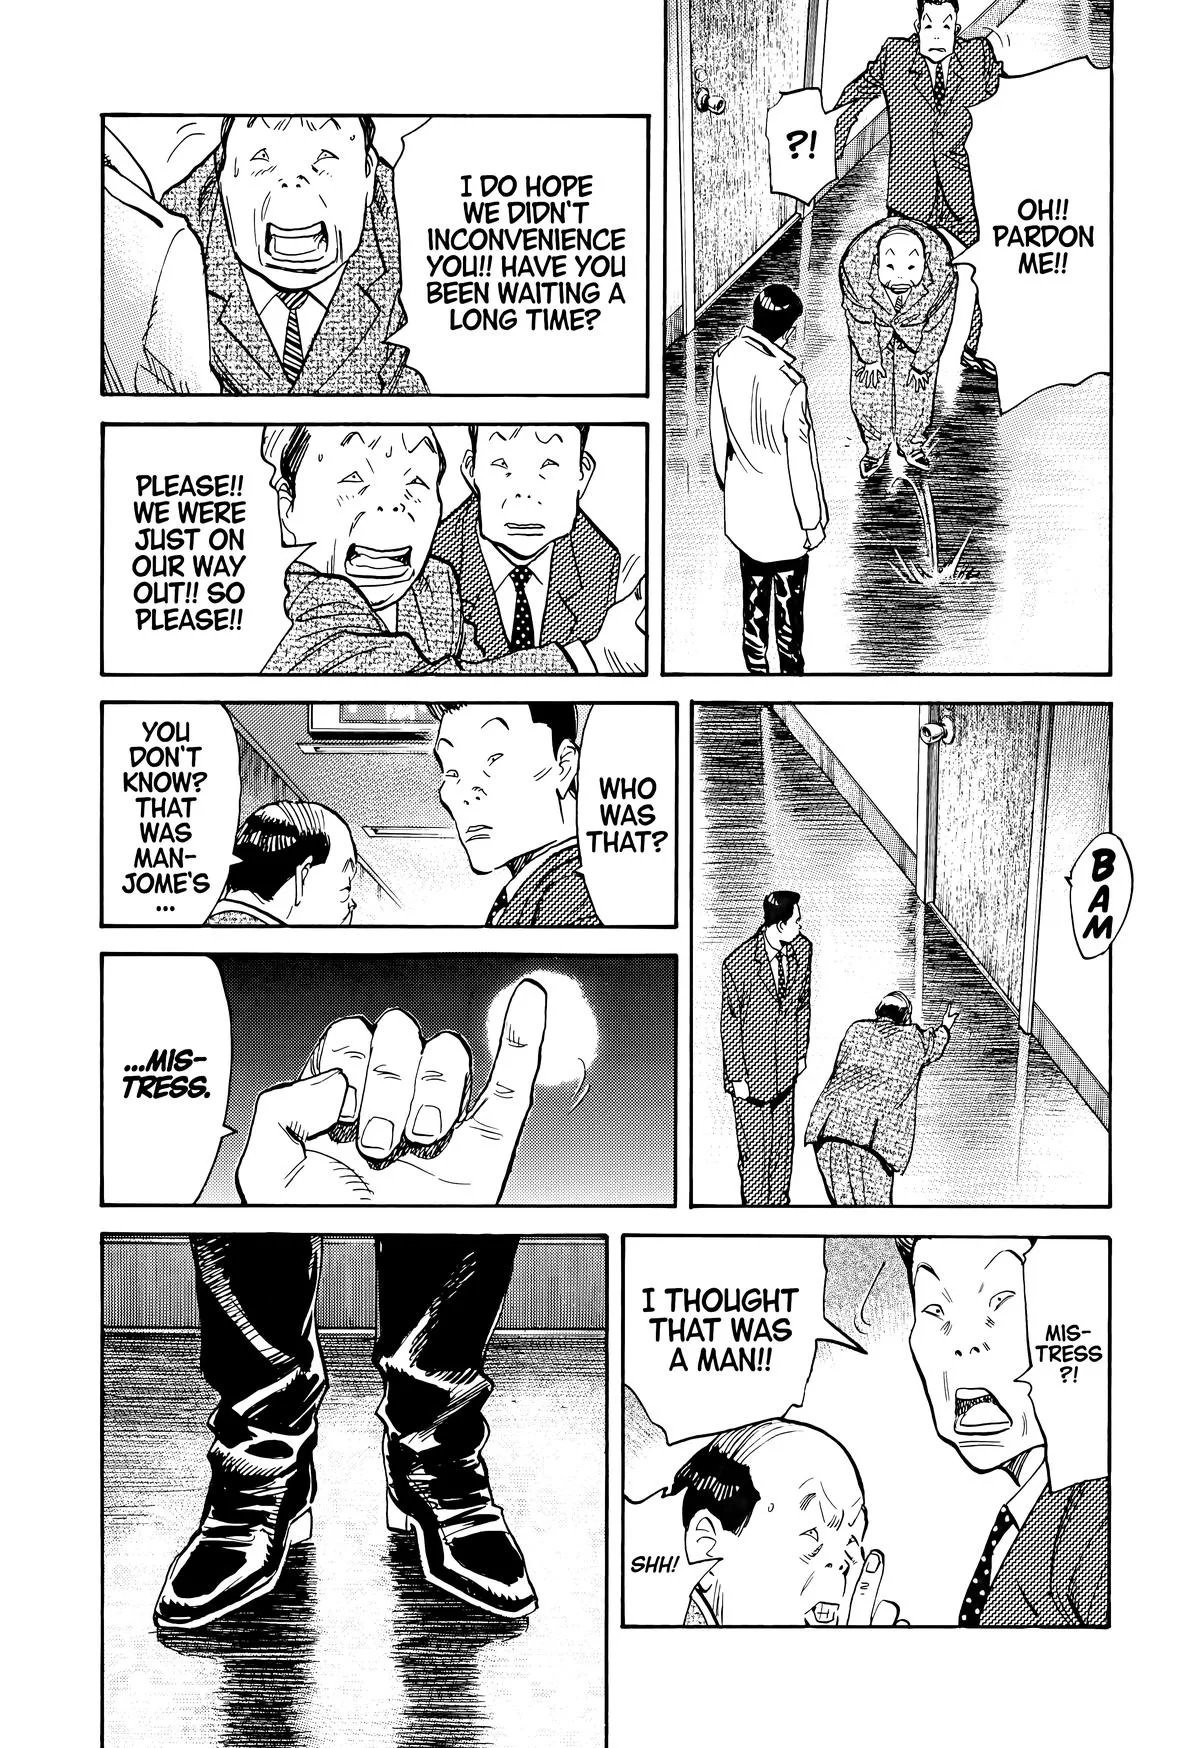 OH!!
PARDON
ME!!
?!
I DO HOPE
WE DIDN'T
INCONVENIENCE
YOU!! HAVE YOU
BEEN WAITING A
LONG TIME?
PLEASE!!
WE WERE
JUST ON
OUR WAY
OUT!! SO
PLEASE!!
BAM
WHO
WAS
THAT?
YOU
DON'T
KNOW?
THAT
WAS
MAN-
JOME'S
...
...MIS-
TRESS.
MIS-
TRESS
?!
I THOUGHT
THAT WAS
A MAN!!
SHH!